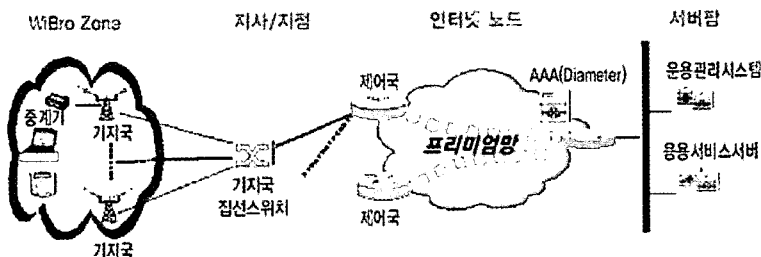 WiBro Zone 지사/지점 인터넷 노드 서버팜
중계기
기지국
기지국
기지국
집선스위치
제어국
제어국
프리미엄망
AAA(Diameter)
운용관리시스템
응용서비스서버